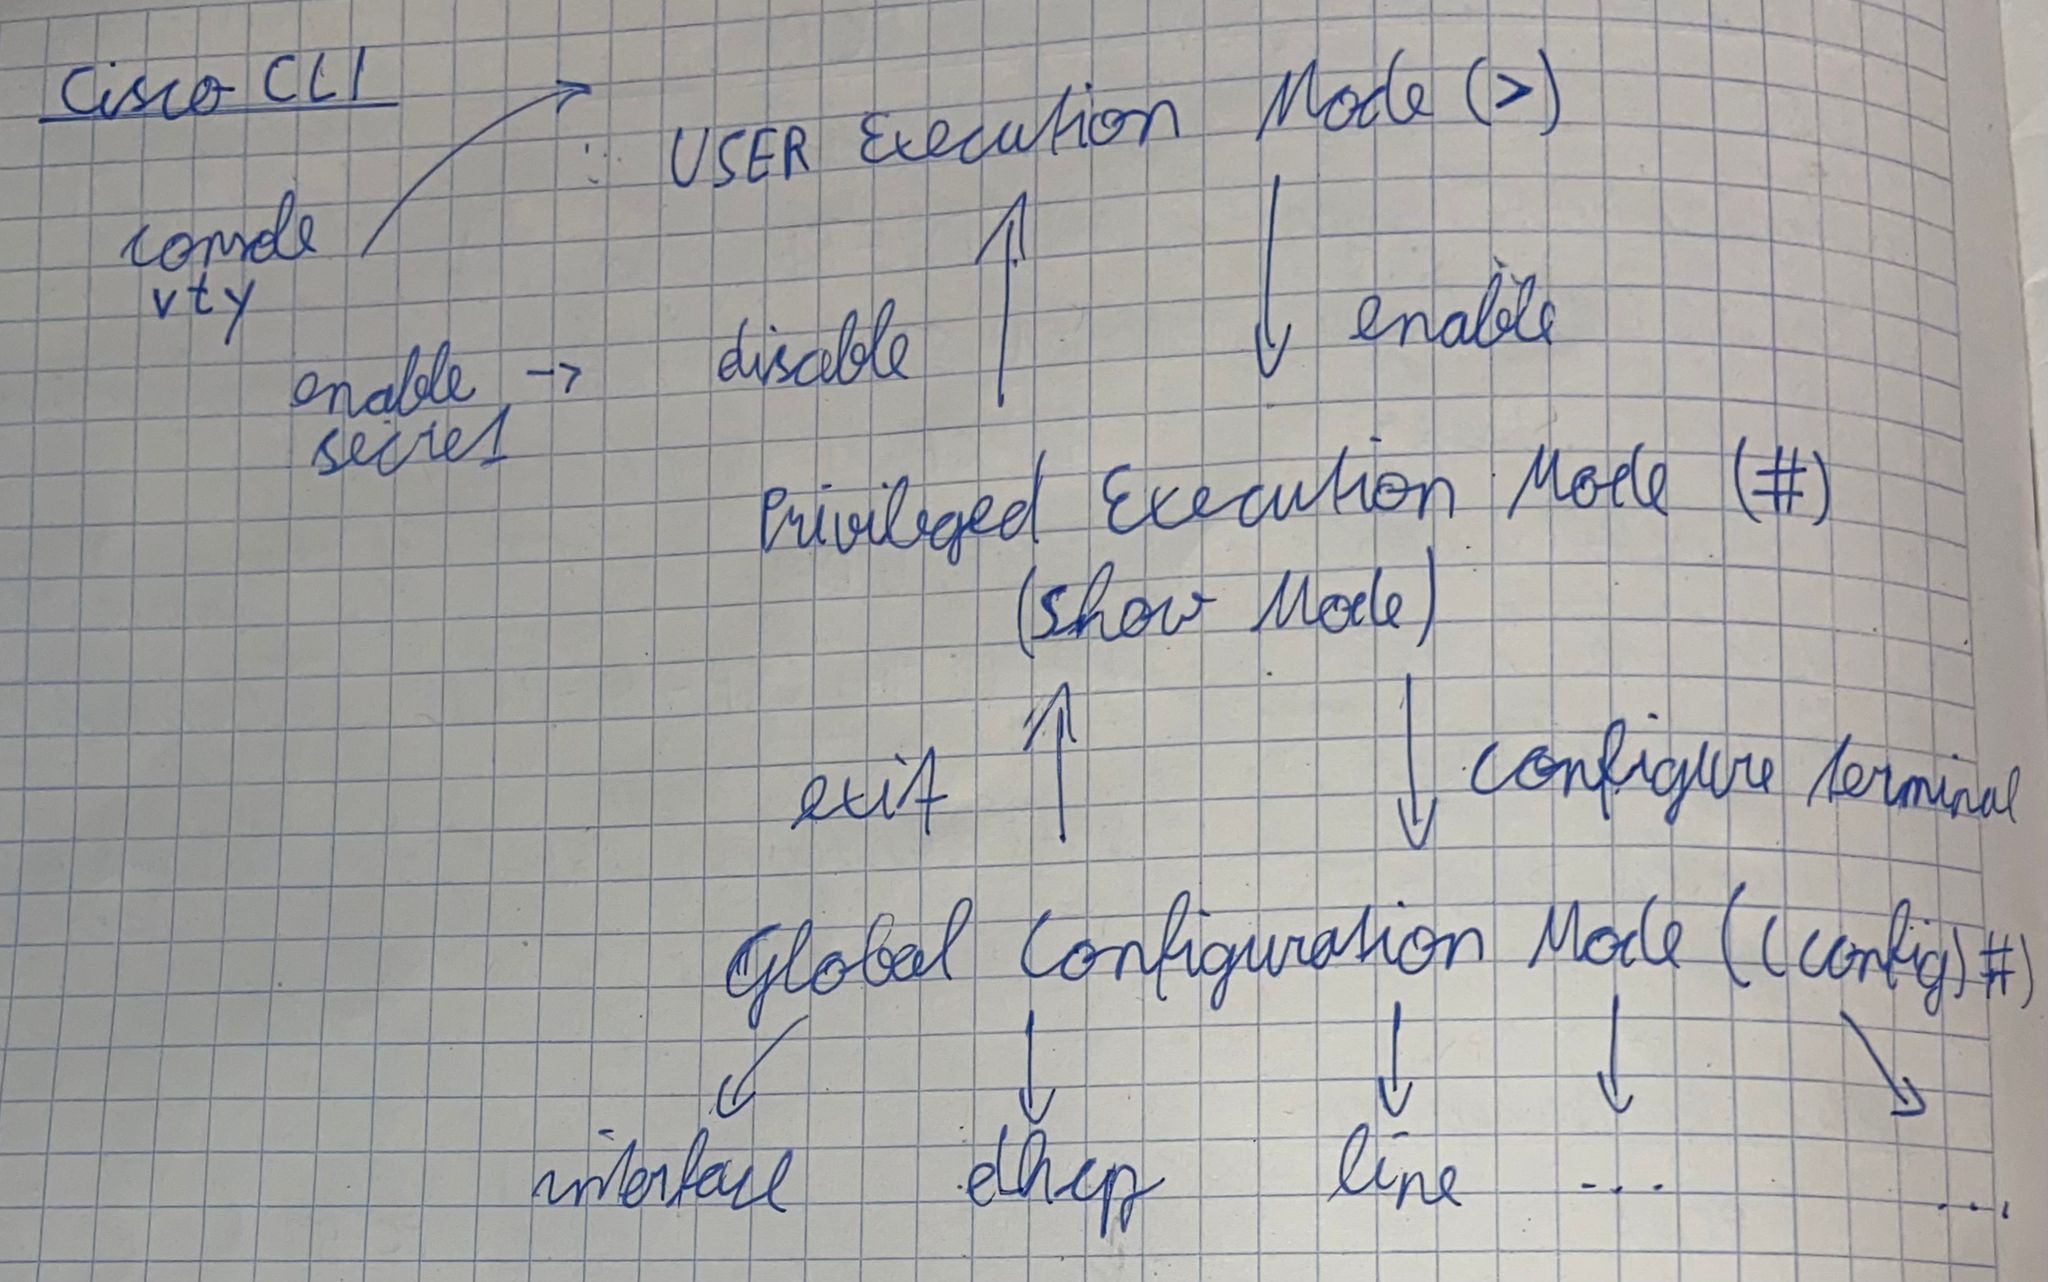 Cisco CLI
USER Execution Mode (>)
console
vty
enable →
secret
disable
enable
Privileged Execution Mode (#)
(show Mode)
exit
configure terminal
Global Configuration Mode ((config)#)
interface dhcp line ... ...